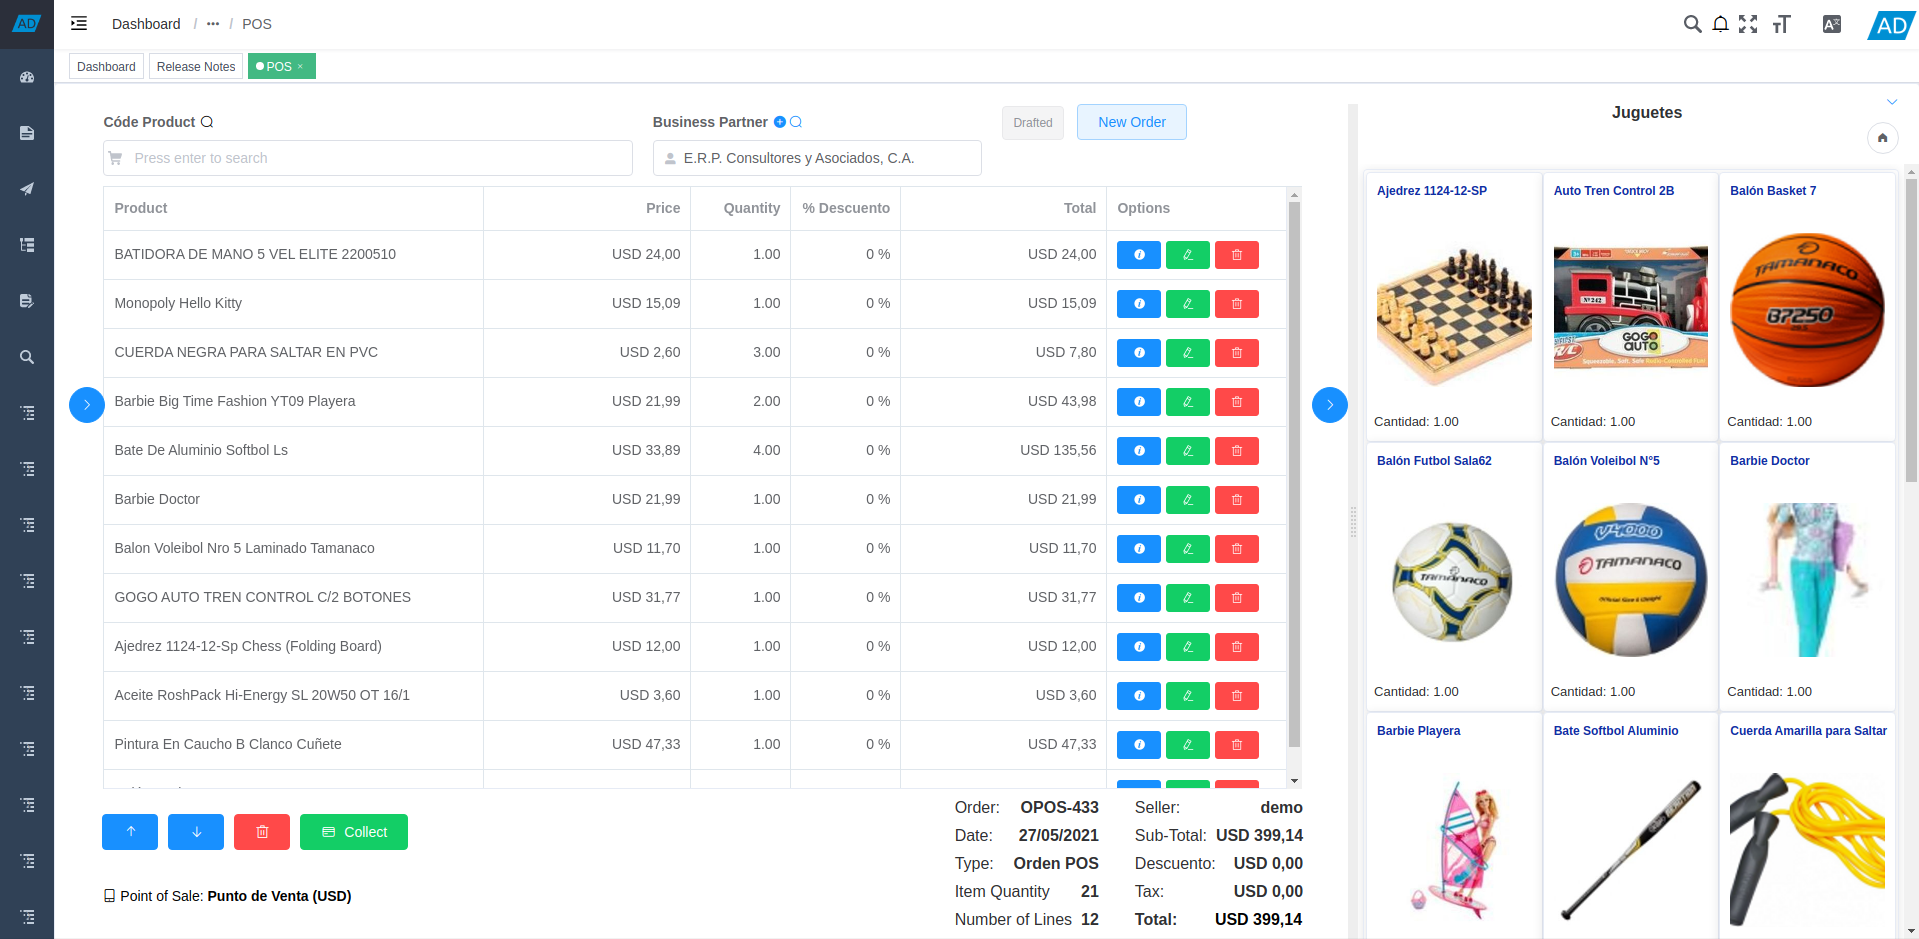 AD
Dashboard / ••• / POS
AD
Dashboard
Release Notes
POS ×
Códe Product
Press enter to search
Business Partner
E.R.P. Consultores y Asociados, C.A.
Drafted
New Order
Product Price Quantity % Descuento Total Options
BATIDORA DE MANO 5 VEL ELITE 2200510 USD 24,00 1.00 0 % USD 24,00
Monopoly Hello Kitty USD 15,09 1.00 0 % USD 15,09
CUERDA NEGRA PARA SALTAR EN PVC USD 2,60 3.00 0 % USD 7,80
Barbie Big Time Fashion YT09 Playera USD 21,99 2.00 0 % USD 43,98
Bate De Aluminio Softbol Ls USD 33,89 4.00 0 % USD 135,56
Barbie Doctor USD 21,99 1.00 0 % USD 21,99
Balon Voleibol Nro 5 Laminado Tamanaco USD 11,70 1.00 0 % USD 11,70
GOGO AUTO TREN CONTROL C/2 BOTONES USD 31,77 1.00 0 % USD 31,77
Ajedrez 1124-12-Sp Chess (Folding Board) USD 12,00 1.00 0 % USD 12,00
Aceite RoshPack Hi-Energy SL 20W50 OT 16/1 USD 3,60 1.00 0 % USD 3,60
Pintura En Caucho B Clanco Cuñete USD 47,33 1.00 0 % USD 47,33
Collect
Point of Sale: Punto de Venta (USD)
Order: OPOS-433 Seller: demo
Date: 27/05/2021 Sub-Total: USD 399,14
Type: Orden POS Descuento: USD 0,00
Item Quantity 21 Tax: USD 0,00
Number of Lines 12 Total: USD 399,14
Juguetes
Ajedrez 1124-12-SP
Cantidad: 1.00
Auto Tren Control 2B
Nº 242
GOGO
AUTO
R/C
Cantidad: 1.00
Balón Basket 7
TAMANACO
B7250
Cantidad: 1.00
Balón Futbol Sala62
TAMANACO
Cantidad: 1.00
Balón Voleibol N°5
V4000
TAMANACO
Cantidad: 1.00
Barbie Doctor
Cantidad: 1.00
Barbie Playera
Bate Softbol Aluminio
Cuerda Amarilla para Saltar